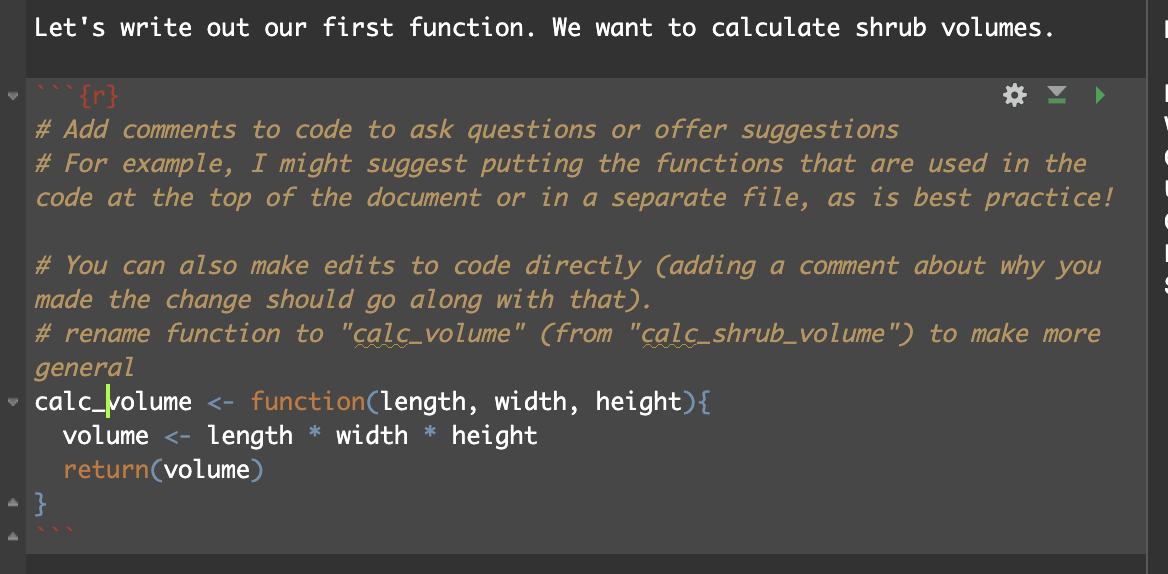 Let's write out our first function. We want to calculate shrub volumes.
```{r}
# Add comments to code to ask questions or offer suggestions
# For example, I might suggest putting the functions that are used in the
code at the top of the document or in a separate file, as is best practice!
# You can also make edits to code directly (adding a comment about why you
made the change should go along with that).
# rename function to "calc_volume" (from "calc_shrub_volume") to make more
general
calc_volume <- function(length, width, height){
  volume <- length * width * height
  return(volume)
}
```